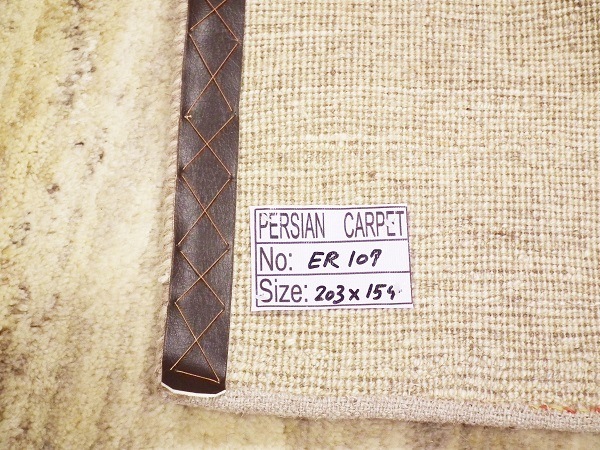 PERSIAN CARPET
No: ER 107
Size: 203 x 154